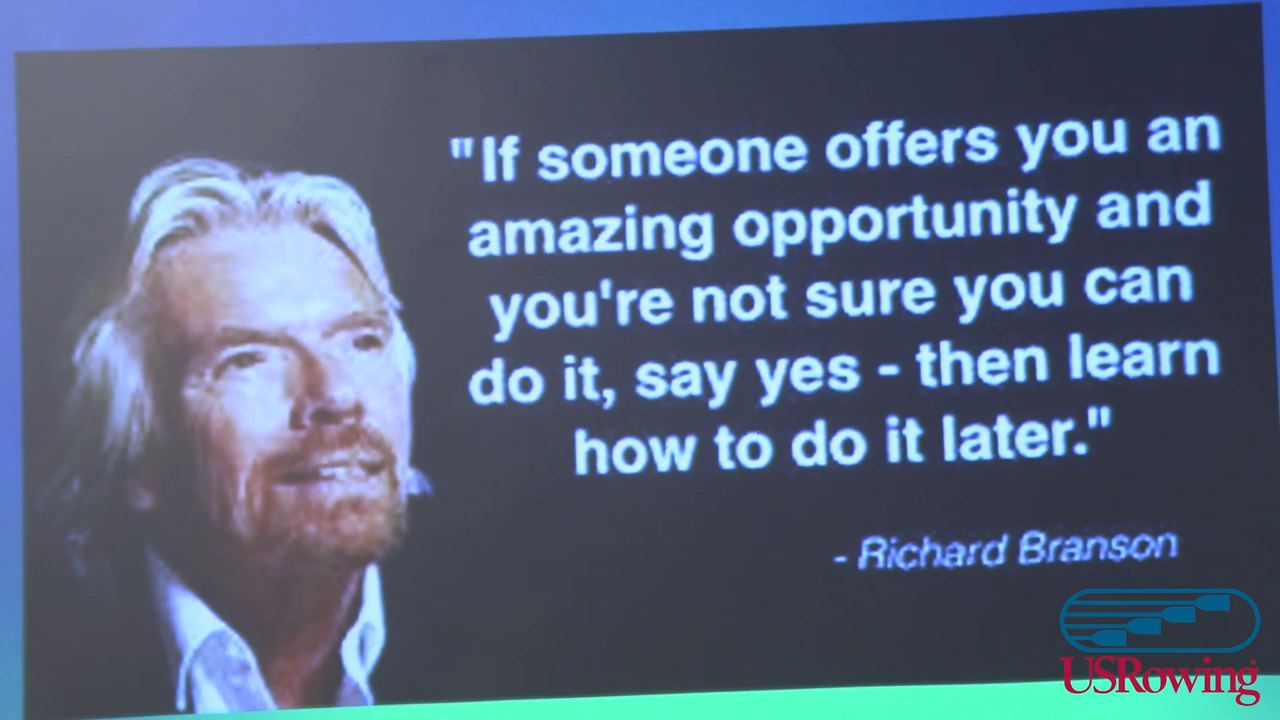 "If someone offers you an
amazing opportunity and
you're not sure you can
do it, say yes - then learn
how to do it later."
- Richard Branson
USRowing